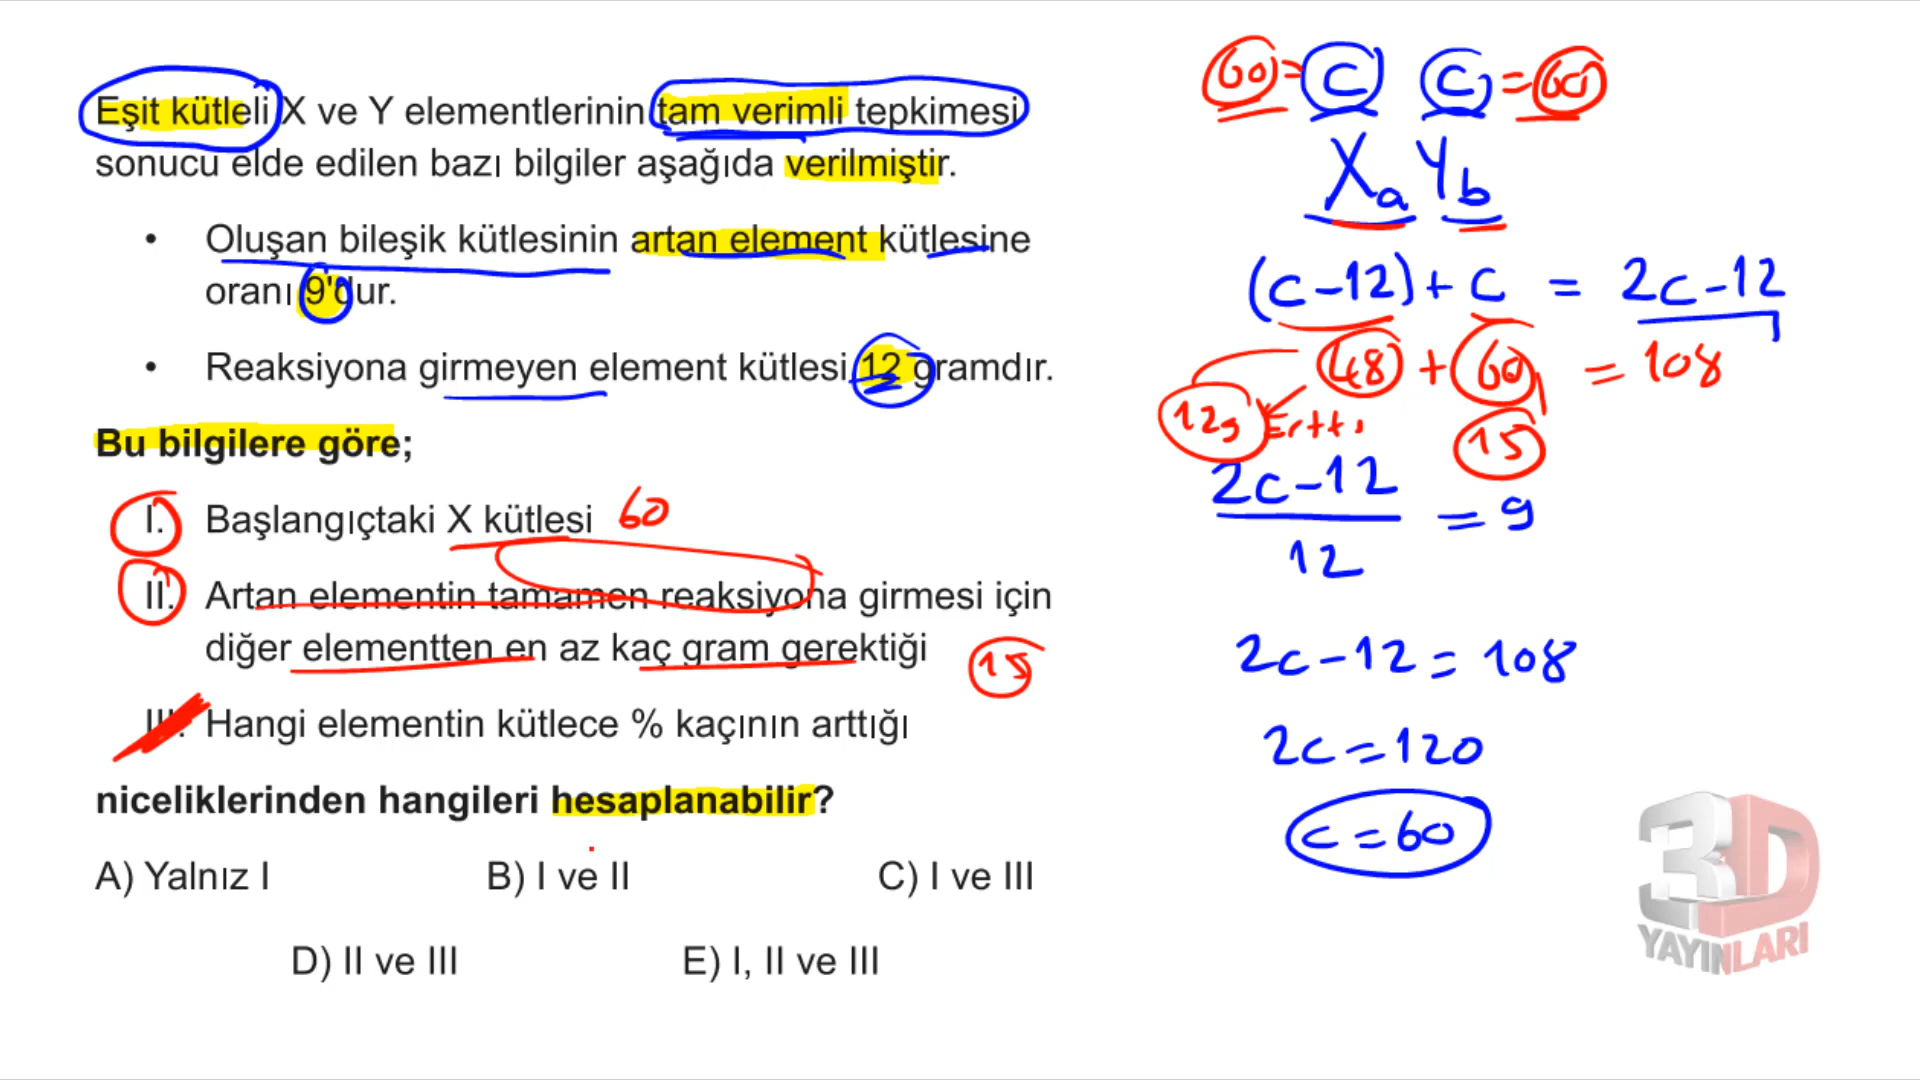 Eşit kütleli X ve Y elementlerinin tam verimli tepkimesi
sonucu elde edilen bazı bilgiler aşağıda verilmiştir.
• Oluşan bileşik kütlesinin artan element kütlesine
oranı 9'dur.
• Reaksiyona girmeyen element kütlesi 12 gramdır.
Bu bilgilere göre;
I. Başlangıçtaki X kütlesi 60
II. Artan elementin tamamen reaksiyona girmesi için
diğer elementten en az kaç gram gerektiği 15
III. Hangi elementin kütlece % kaçının arttığı
niceliklerinden hangileri hesaplanabilir?
A) Yalnız I B) I ve II C) I ve III
D) II ve III E) I, II ve III
60 = c c = 60
Xa Yb
(c-12) + c = 2c-12
48 + 60 = 108
12g Arttı 15
2c-12
= 9
12
2c-12 = 108
2c = 120
c = 60
3D
YAYINLARI